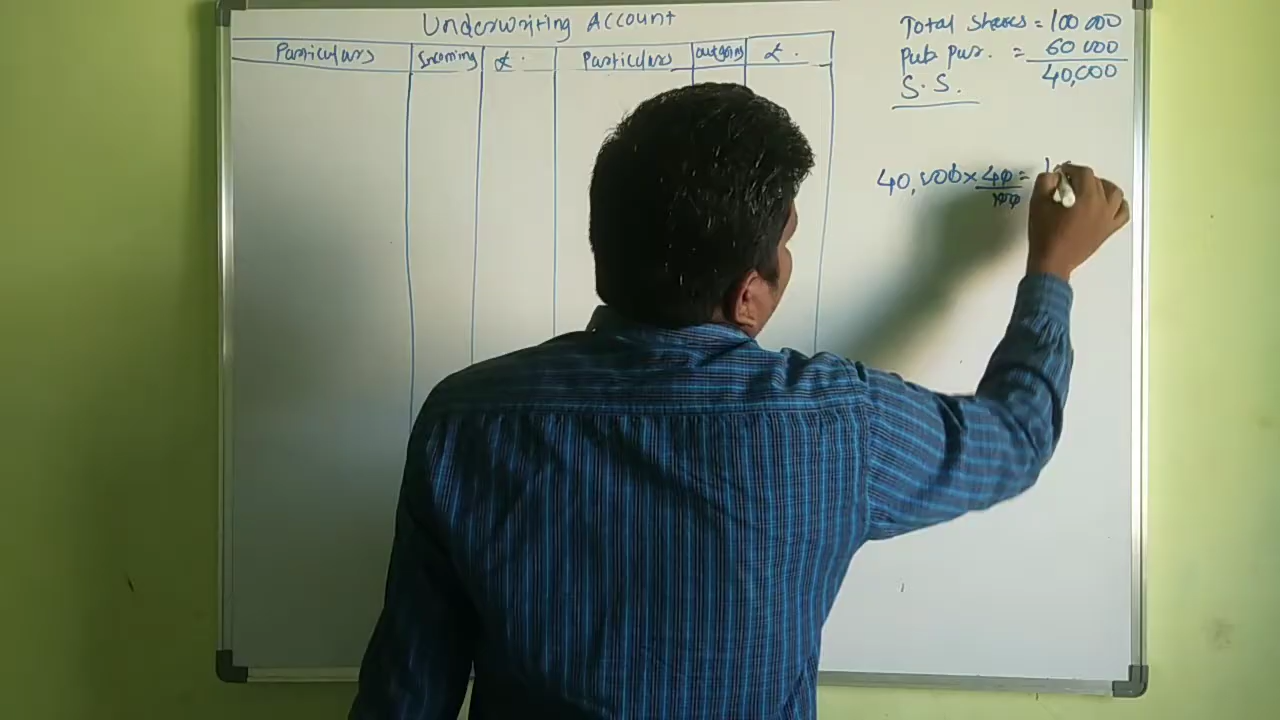 Underwriting Account
Particulars Incoming ₹. Particulars outgoing ₹.
Total Shares = 100 000
Pub pur. = 60 000
40,000
S.S.
40,000 × 40/100 =